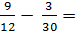 9/12 − 3/30 =